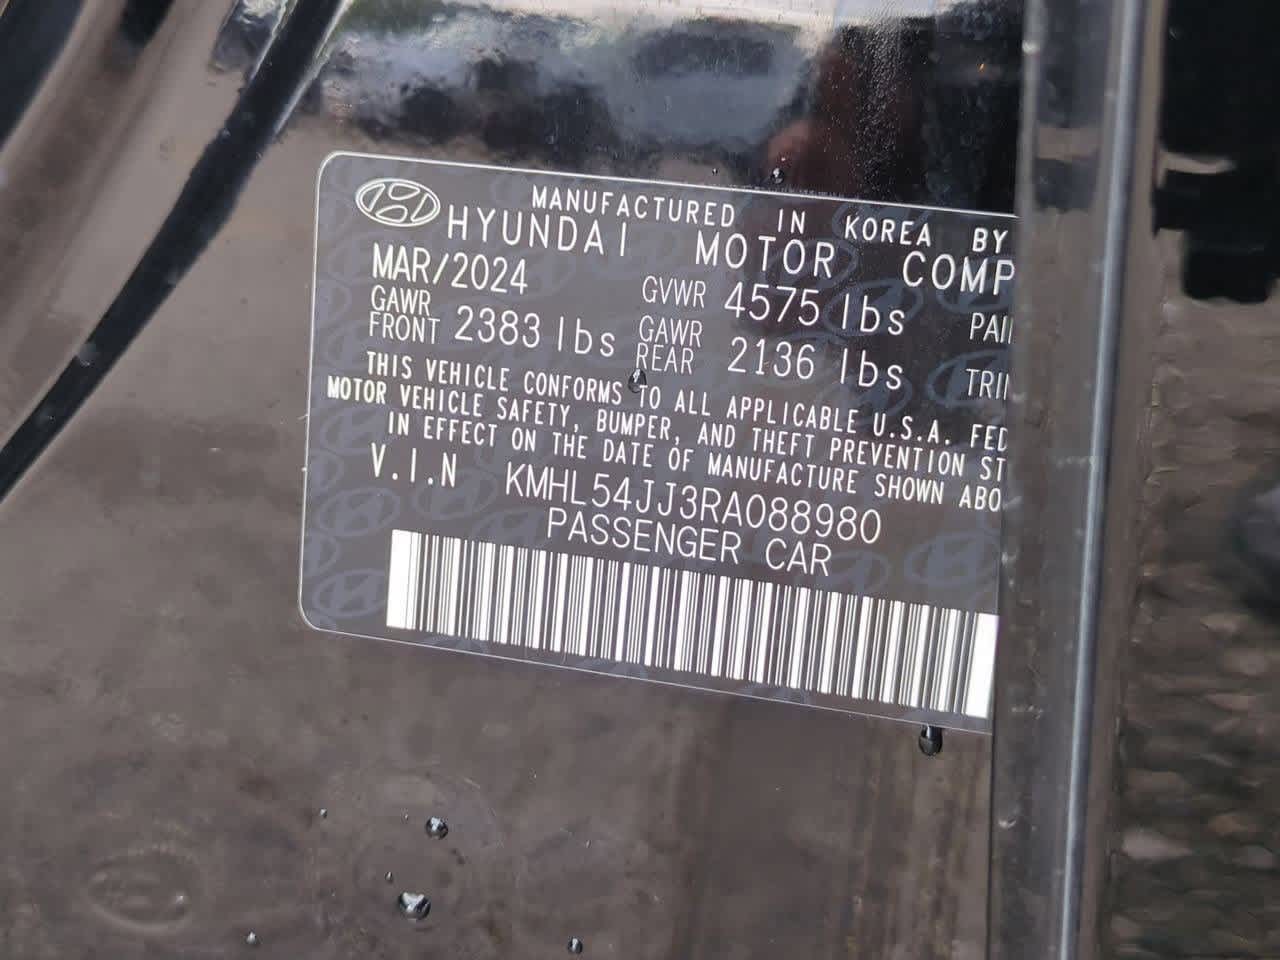 MANUFACTURED IN KOREA BY
HYUNDAI MOTOR COMP
MAR/2024 GVWR 4575 lbs PAI
GAWR FRONT 2383 lbs GAWR REAR 2136 lbs TRI
THIS VEHICLE CONFORMS TO ALL APPLICABLE U.S.A. FED
MOTOR VEHICLE SAFETY, BUMPER, AND THEFT PREVENTION ST
IN EFFECT ON THE DATE OF MANUFACTURE SHOWN ABO
V.I.N KMHL54JJ3RA088980
PASSENGER CAR